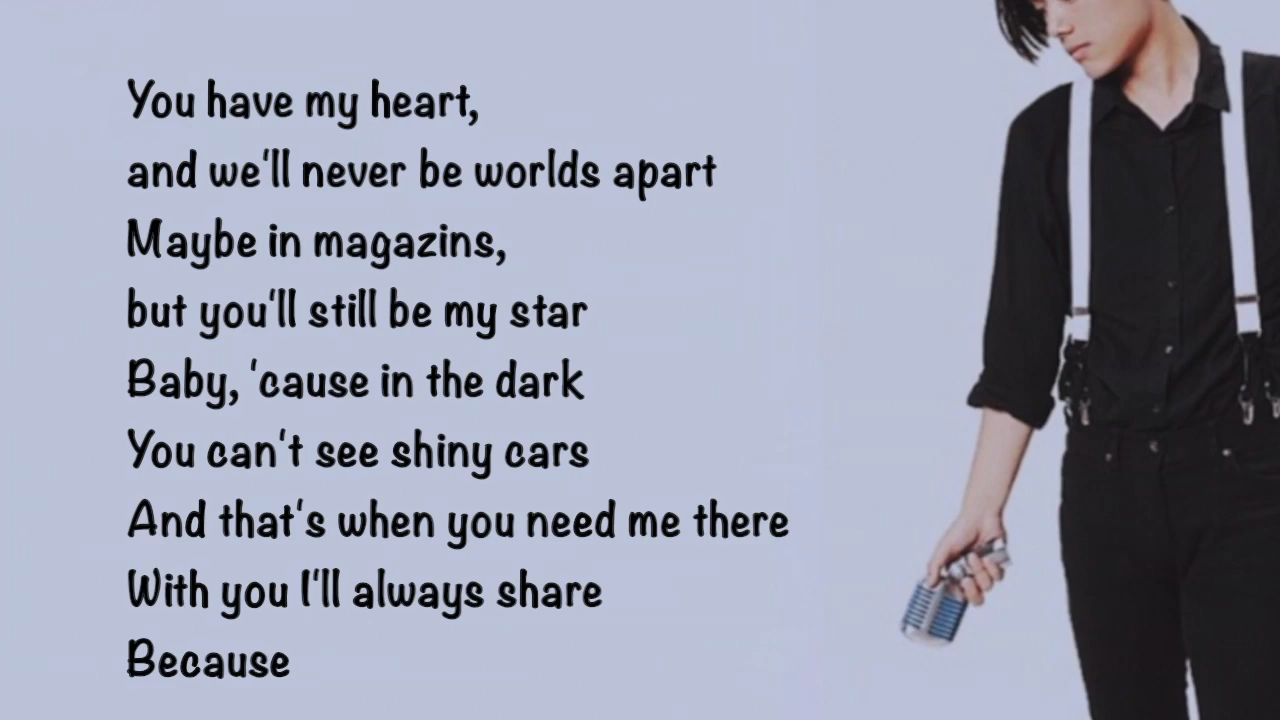 You have my heart,
and we'll never be worlds apart
Maybe in magazins,
but you'll still be my star
Baby, 'cause in the dark
You can't see shiny cars
And that's when you need me there
With you I'll always share
Because